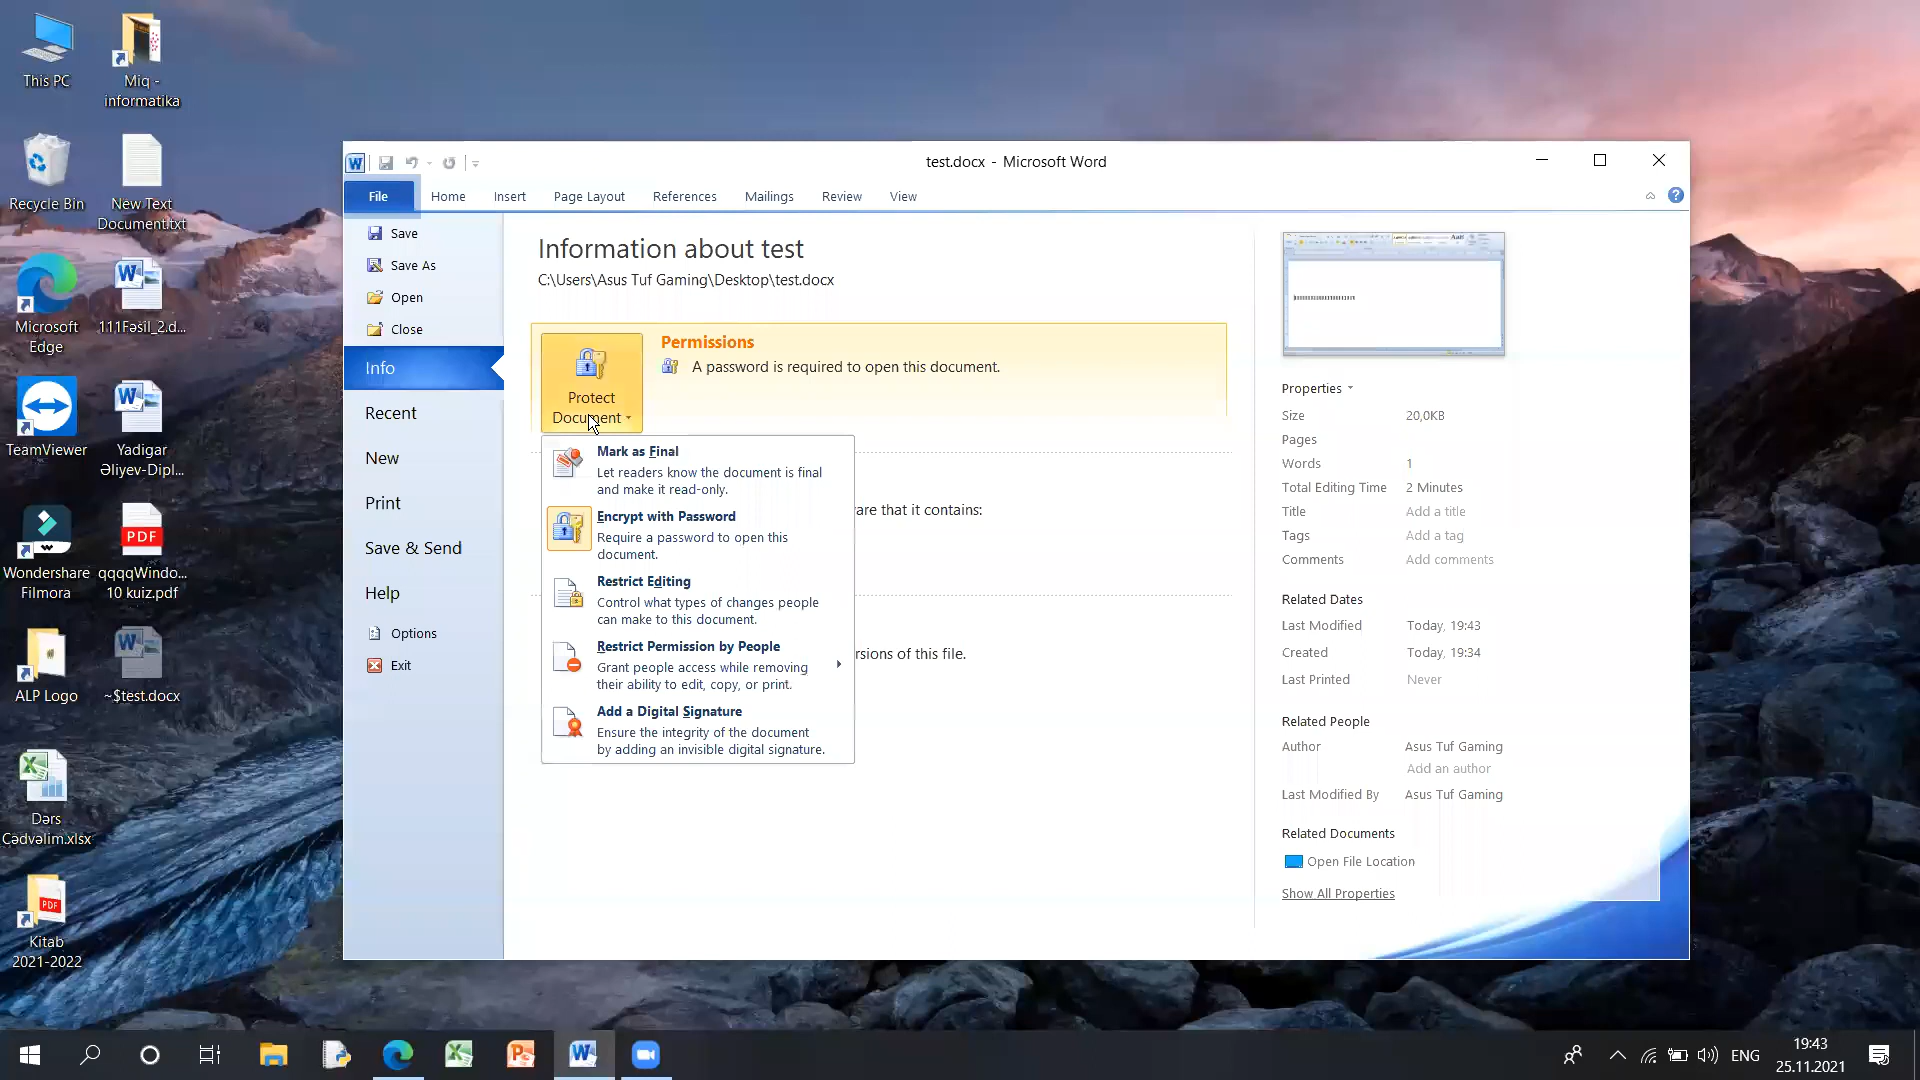 This PC
Miq -
informatika
Recycle Bin
New Text
Document.txt
Microsoft
Edge
111Fəsil_2.d...
TeamViewer
Yadigar
Əliyev-Dipl...
Wondershare
Filmora
PDF
qqqqWindo...
10 kuiz.pdf
ALP Logo
~$test.docx
Dərs
Cədvəlim.xlsx
PDF
Kitab
2021-2022
test.docx - Microsoft Word
File
Home
Insert
Page Layout
References
Mailings
Review
View
Save
Save As
Open
Close
Info
Recent
New
Print
Save & Send
Help
Options
Exit
Information about test
C:\Users\Asus Tuf Gaming\Desktop\test.docx
Protect
Document
Permissions
A password is required to open this document.
Mark as Final
Let readers know the document is final
and make it read-only.
Encrypt with Password
Require a password to open this
document.
Restrict Editing
Control what types of changes people
can make to this document.
Restrict Permission by People
Grant people access while removing
their ability to edit, copy, or print.
Add a Digital Signature
Ensure the integrity of the document
by adding an invisible digital signature.
are that it contains:
rsions of this file.
Properties
Size 20,0KB
Pages
Words 1
Total Editing Time 2 Minutes
Title Add a title
Tags Add a tag
Comments Add comments
Related Dates
Last Modified Today, 19:43
Created Today, 19:34
Last Printed Never
Related People
Author Asus Tuf Gaming
Add an author
Last Modified By Asus Tuf Gaming
Related Documents
Open File Location
Show All Properties
ENG
19:43
25.11.2021